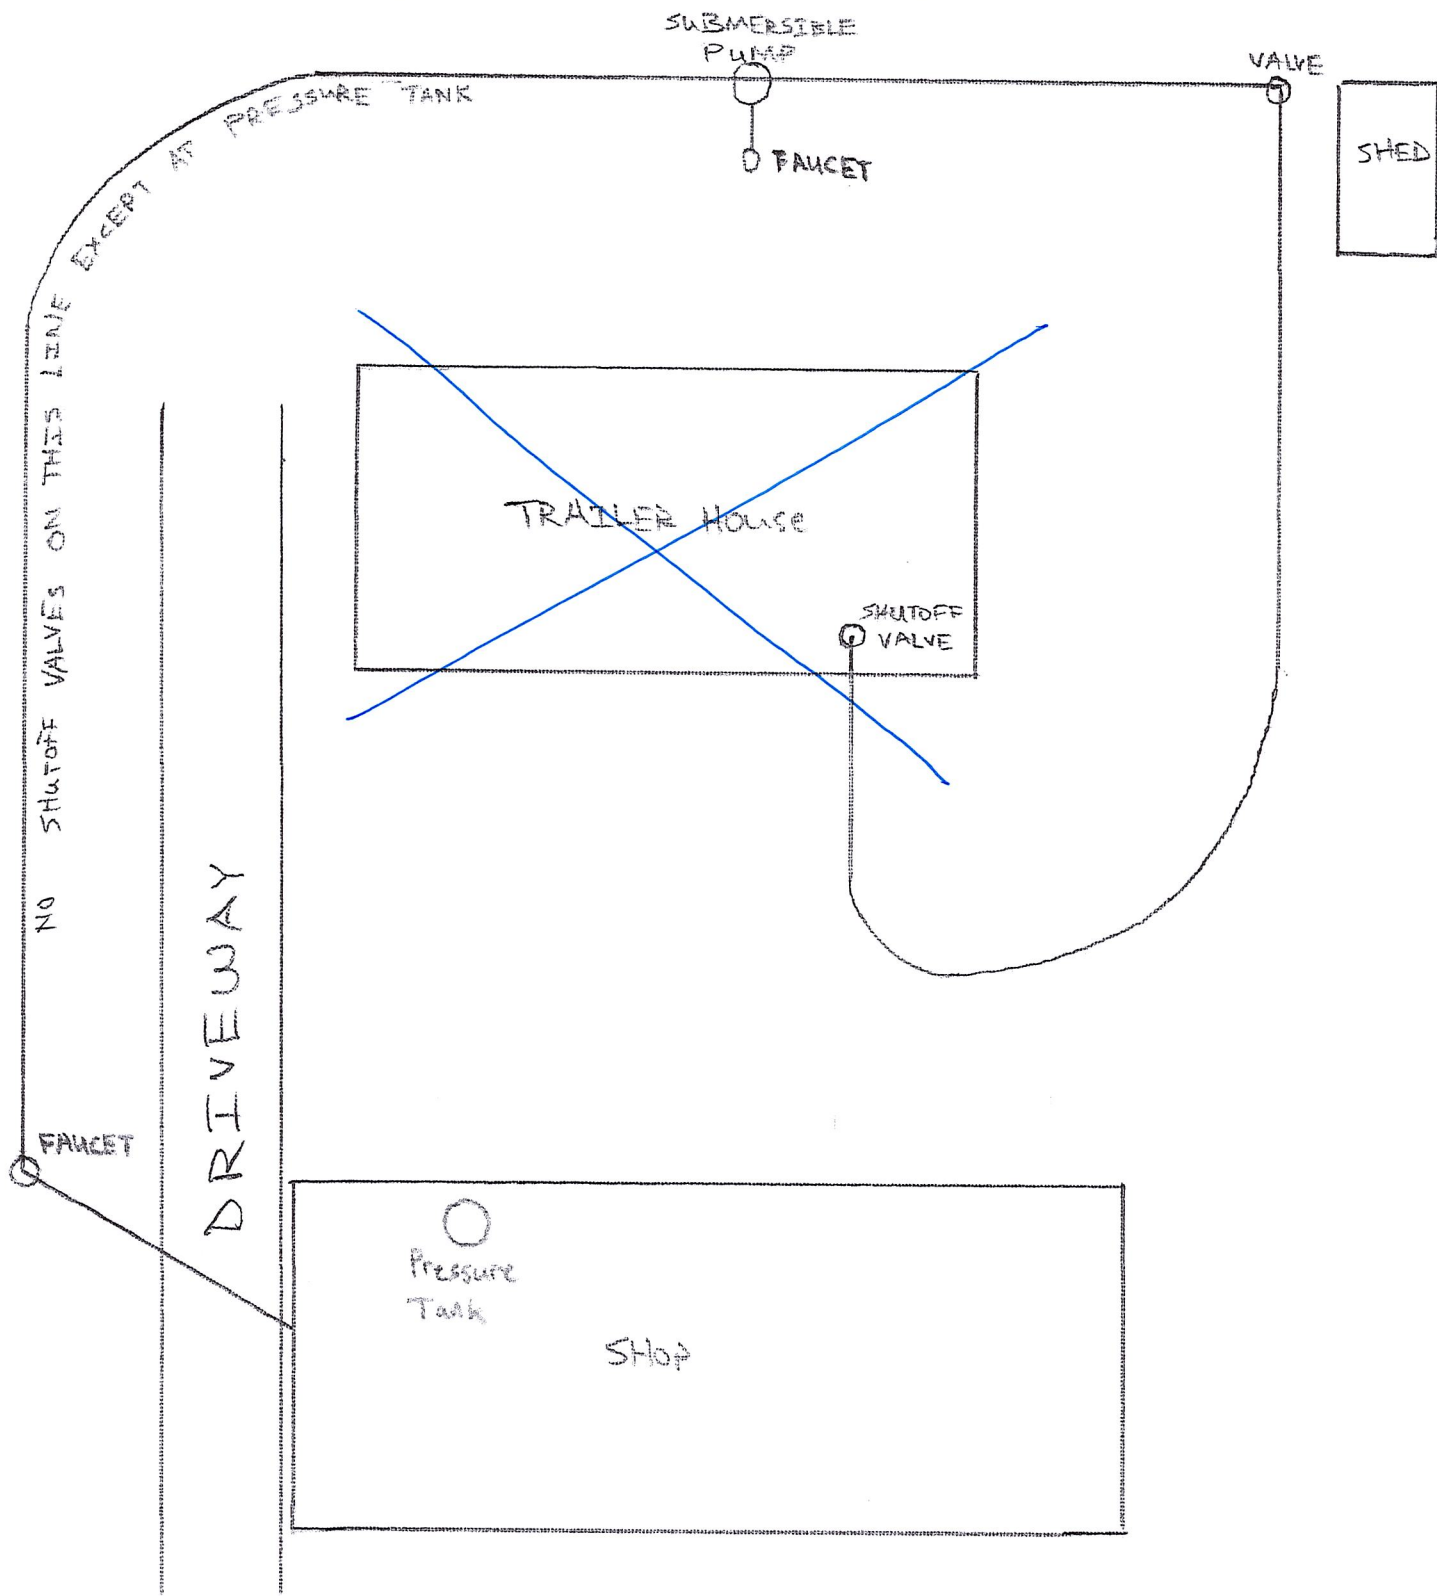 SUBMERSIBLE
PUMP
VALVE
SHED
FAUCET
NO SHUTOFF VALVES ON THIS LINE EXCEPT AT PRESSURE TANK
TRAILER HOUSE
SHUTOFF
VALVE
DRIVEWAY
FAUCET
Pressure
Tank
SHOP